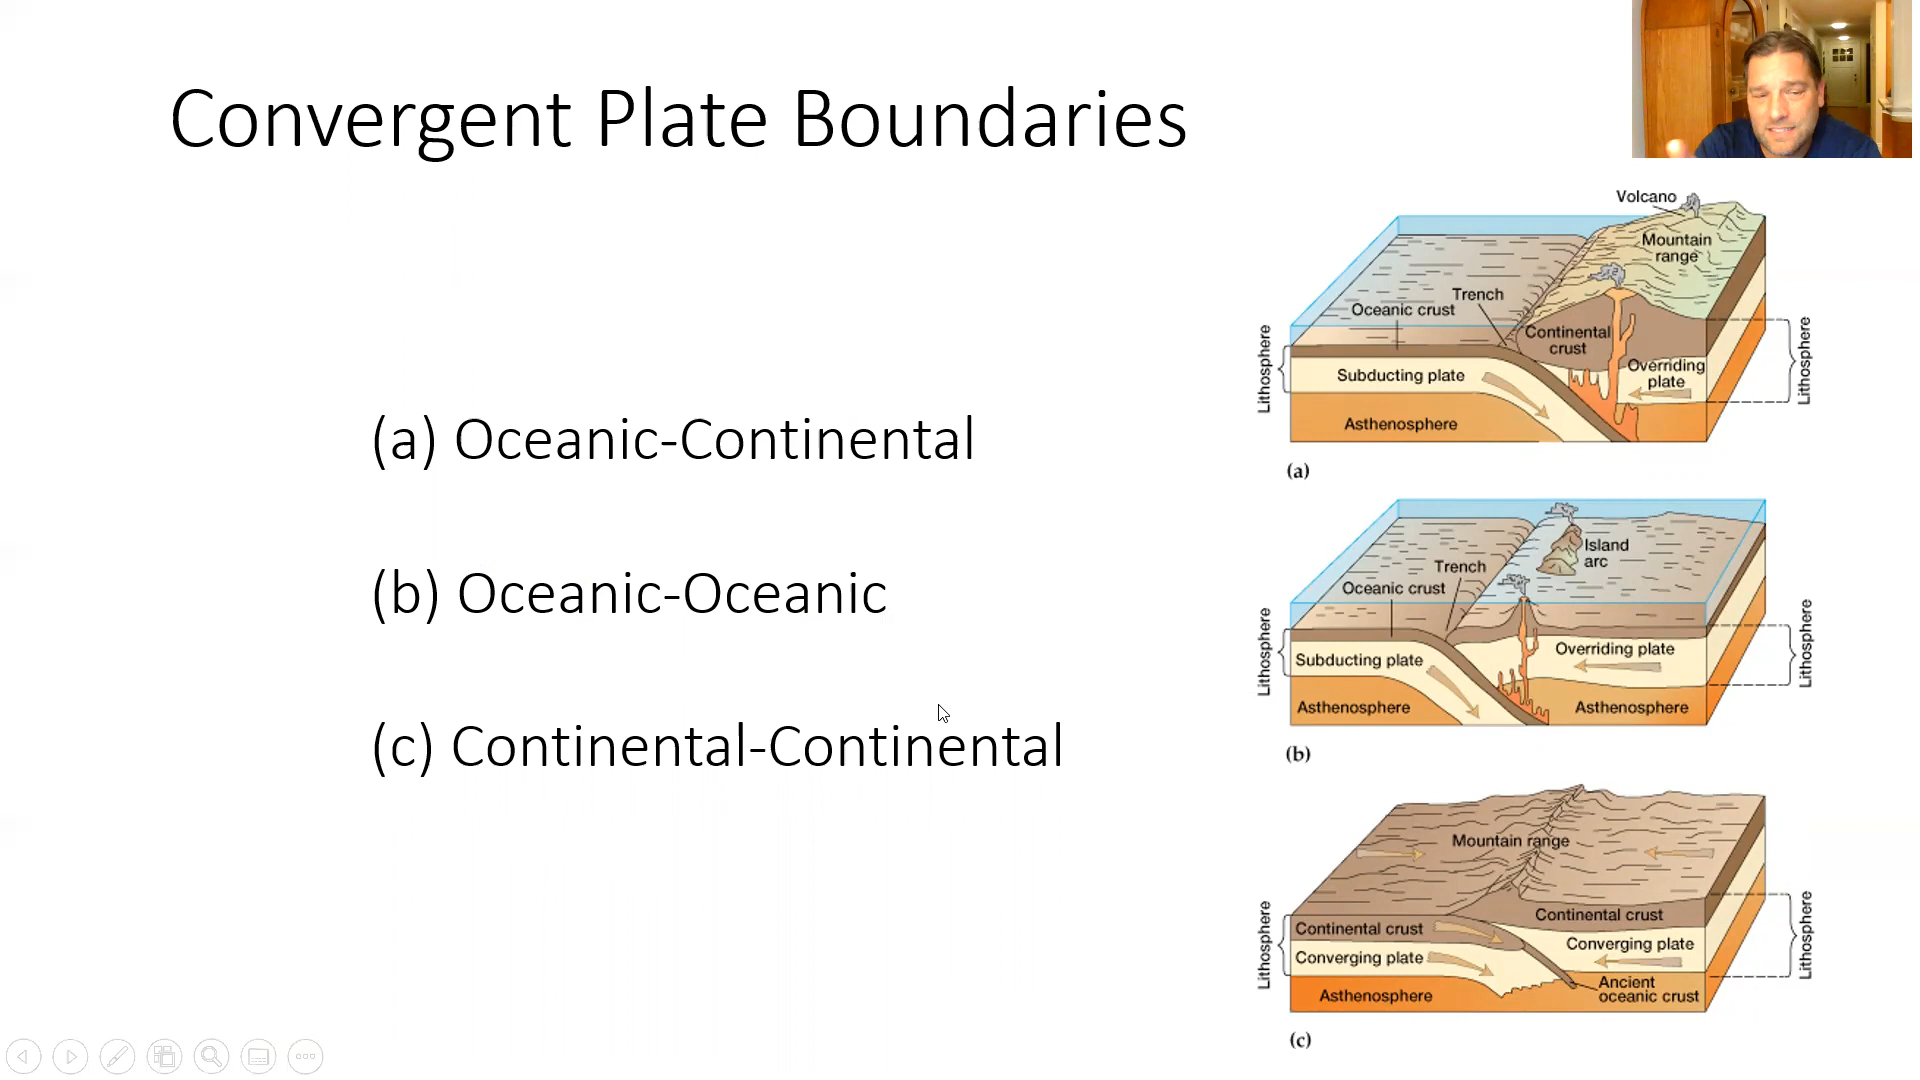 Convergent Plate Boundaries
(a) Oceanic-Continental
(b) Oceanic-Oceanic
(c) Continental-Continental
Volcano
Mountain
range
Trench
Oceanic crust
Continental
crust
Overriding
plate
Subducting plate
Asthenosphere
Lithosphere
Lithosphere
(a)
Island
arc
Trench
Oceanic crust
Overriding plate
Subducting plate
Asthenosphere
Asthenosphere
Lithosphere
Lithosphere
(b)
Mountain range
Continental crust
Continental crust
Converging plate
Converging plate
Ancient
oceanic crust
Asthenosphere
Lithosphere
Lithosphere
(c)